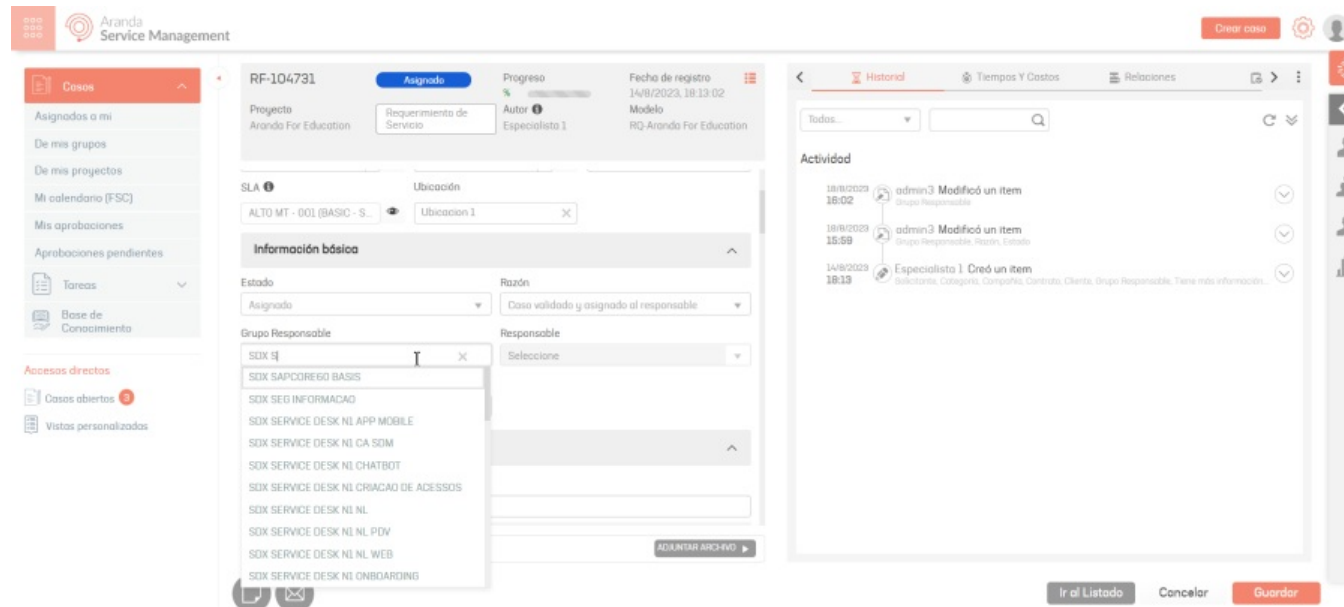 Aranda
Service Management
Crear caso
Casos
Asignados a mi
De mis grupos
De mis proyectos
Mi calendario (FSC)
Mis aprobaciones
Aprobaciones pendientes
Tareas
Base de
Conocimiento
Accesos directos
Casos abiertos 3
Vistas personalizadas
RF-104731
Asignado
Progreso
%
Fecha de registro
14/8/2023, 18:13:02
Proyecto
Aranda For Education
Requerimiento de
Servicio
Autor
Especialista 1
Modelo
RQ-Aranda For Education
SLA
Ubicación
ALTO MT - 001 (BASIC - S...
Ubicacion 1
Información básica
Estado
Razón
Asignado
Caso validado y asignado al responsable
Grupo Responsable
Responsable
SDX S
Seleccione
SDX SAPCORE60 BASIS
SDX SEG INFORMACAO
SDX SERVICE DESK N1 APP MOBILE
SDX SERVICE DESK N1 CA SDM
SDX SERVICE DESK N1 CHATBOT
SDX SERVICE DESK N1 CRIACAO DE ACESSOS
SDX SERVICE DESK N1 NL
SDX SERVICE DESK N1 NL PDV
SDX SERVICE DESK N1 NL WEB
SDX SERVICE DESK N1 ONBOARDING
ADJUNTAR ARCHIVO
Historial
Tiempos Y Costos
Relaciones
Todos...
Actividad
18/8/2023
16:02
admin3 Modificó un item
Grupo Responsable
18/8/2023
15:59
admin3 Modificó un item
Grupo Responsable, Razón, Estado
14/8/2023
18:13
Especialista 1 Creó un item
Solicitante, Categoría, Compañía, Contrato, Cliente, Grupo Responsable, Tiene más información...
Ir al Listado
Cancelar
Guardar